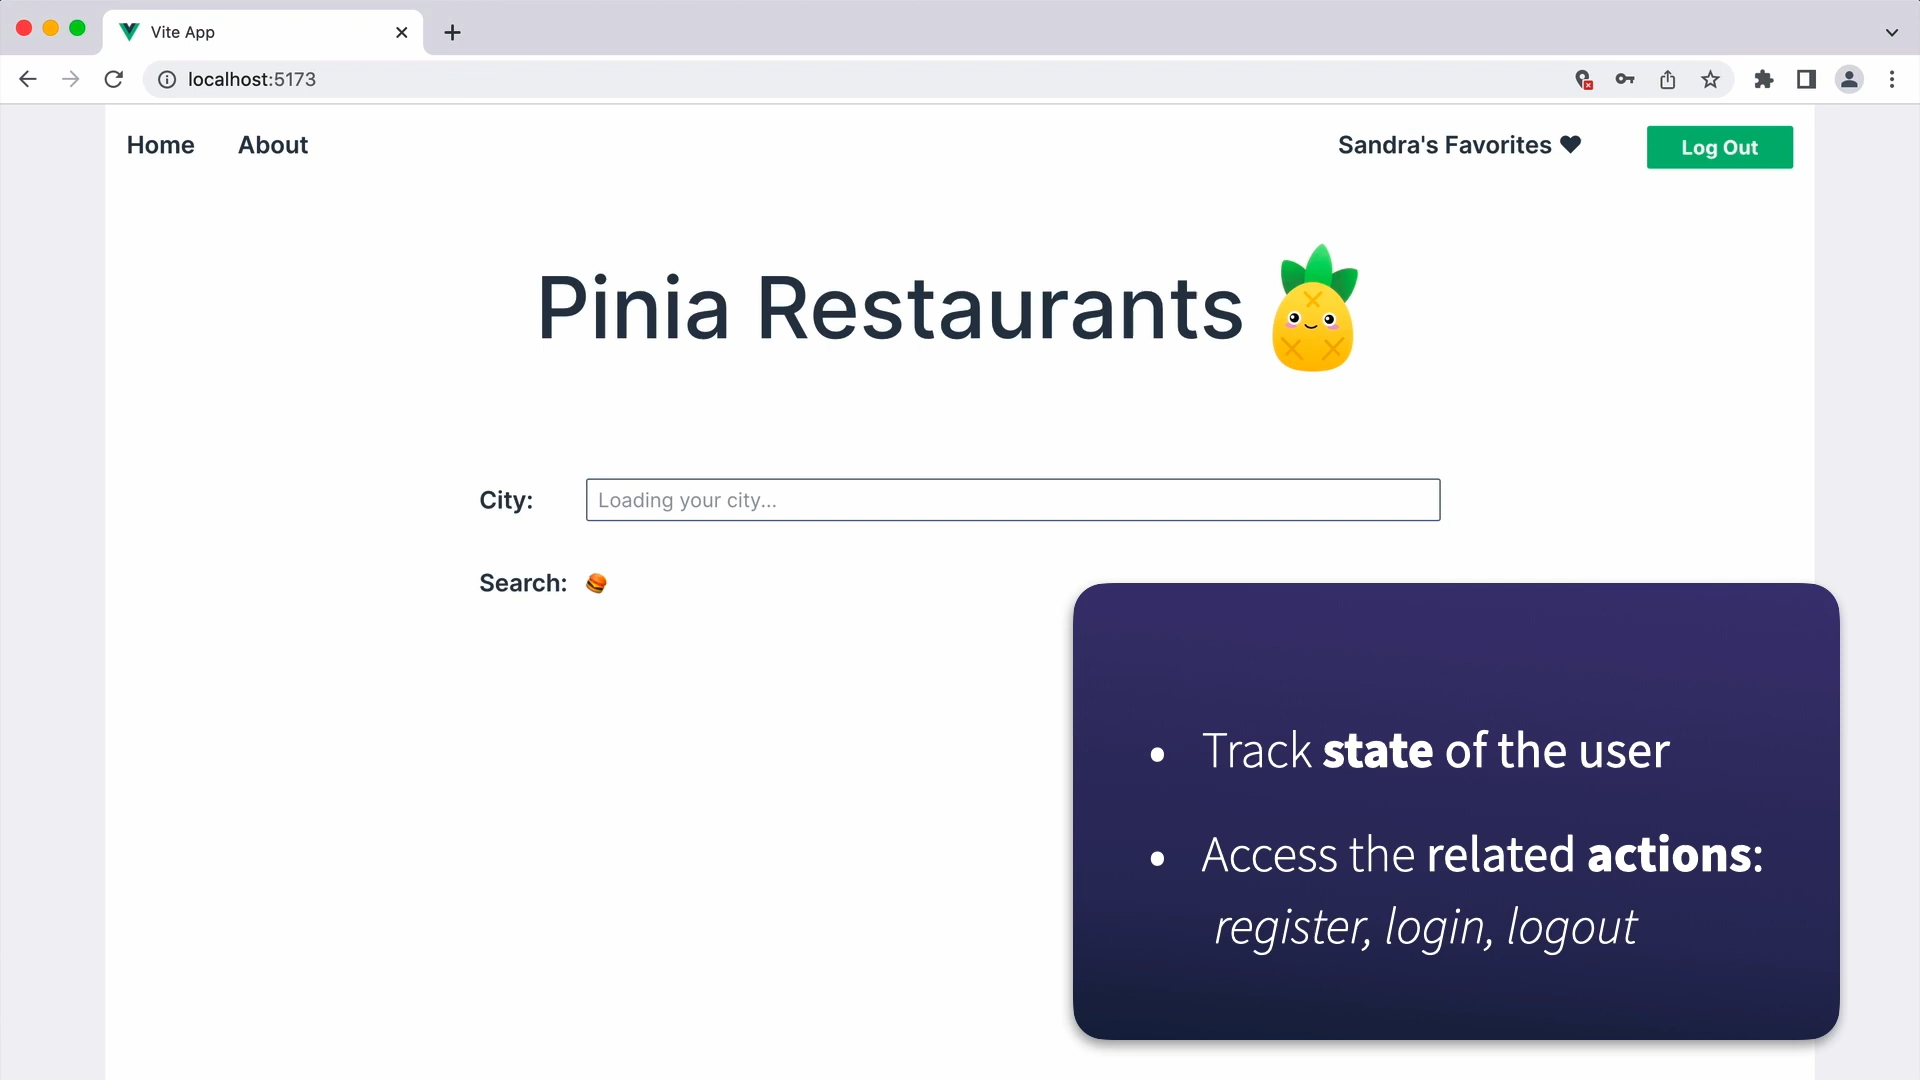 Vite App
localhost:5173
Home About Sandra's Favorites ♥ Log Out
Pinia Restaurants
City: Loading your city...
Search: 🍔
• Track state of the user
• Access the related actions:
register, login, logout